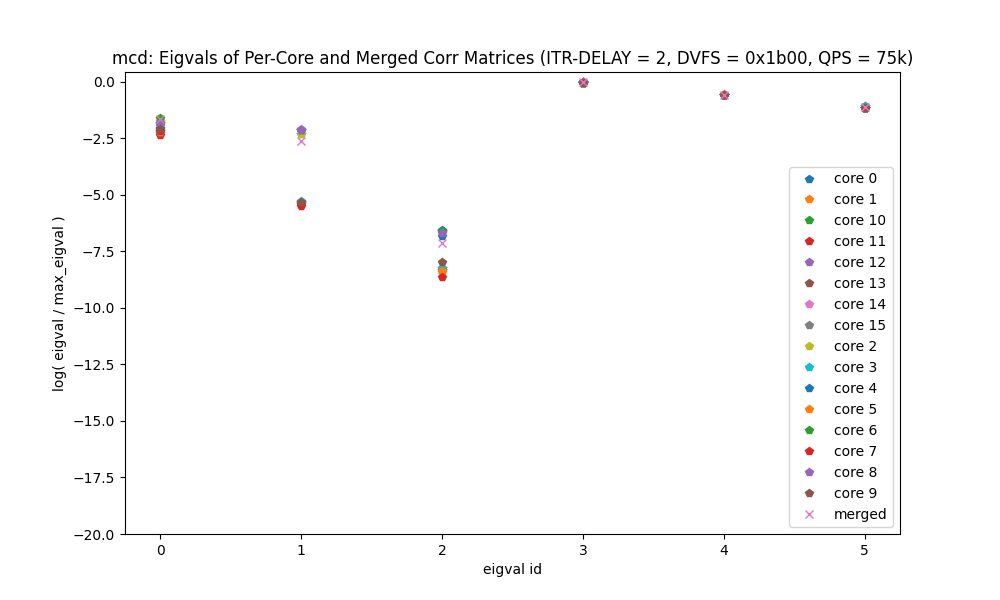 mcd: Eigvals of Per-Core and Merged Corr Matrices (ITR-DELAY = 2, DVFS = 0x1b00, QPS = 75k)
log( eigval / max_eigval )
0.0
−2.5
−5.0
−7.5
−10.0
−12.5
−15.0
−17.5
−20.0
core 0
core 1
core 10
core 11
core 12
core 13
core 14
core 15
core 2
core 3
core 4
core 5
core 6
core 7
core 8
core 9
merged
0 1 2 3 4 5
eigval id